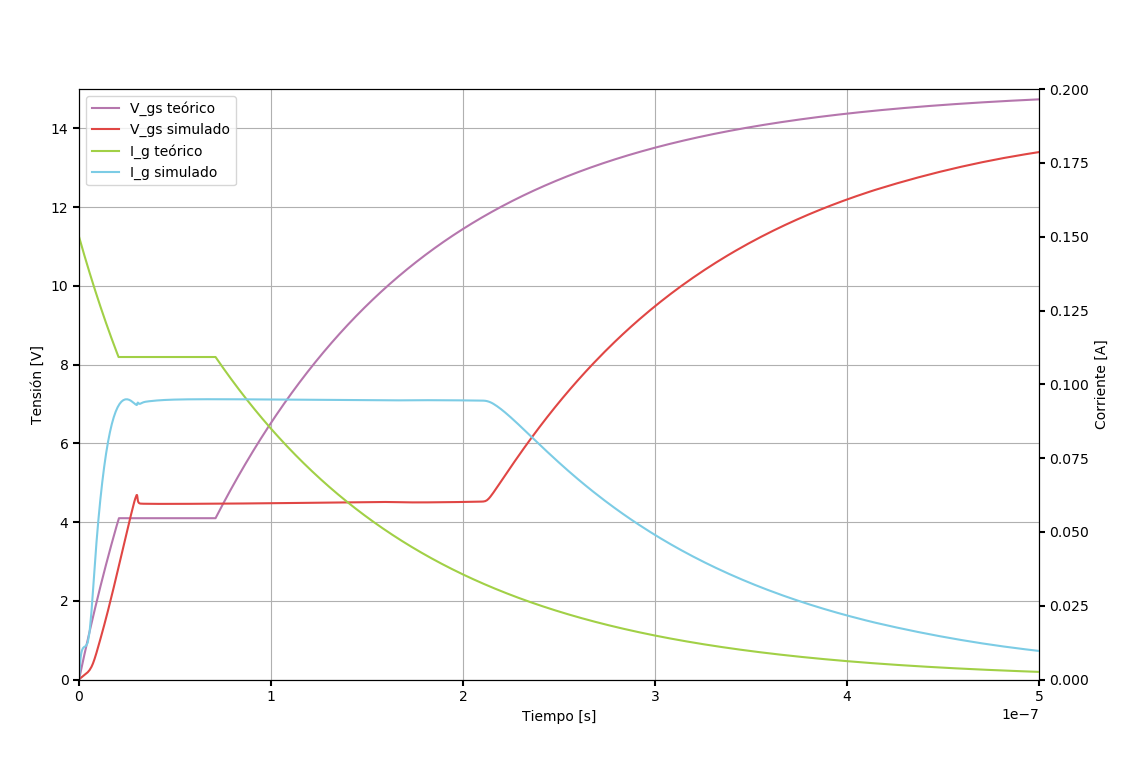 V_gs teórico
V_gs simulado
I_g teórico
I_g simulado
14
12
10
8
6
4
2
0
Tensión [V]
0.200
0.175
0.150
0.125
0.100
0.075
0.050
0.025
0.000
Corriente [A]
0 1 2 3 4 5
1e−7
Tiempo [s]